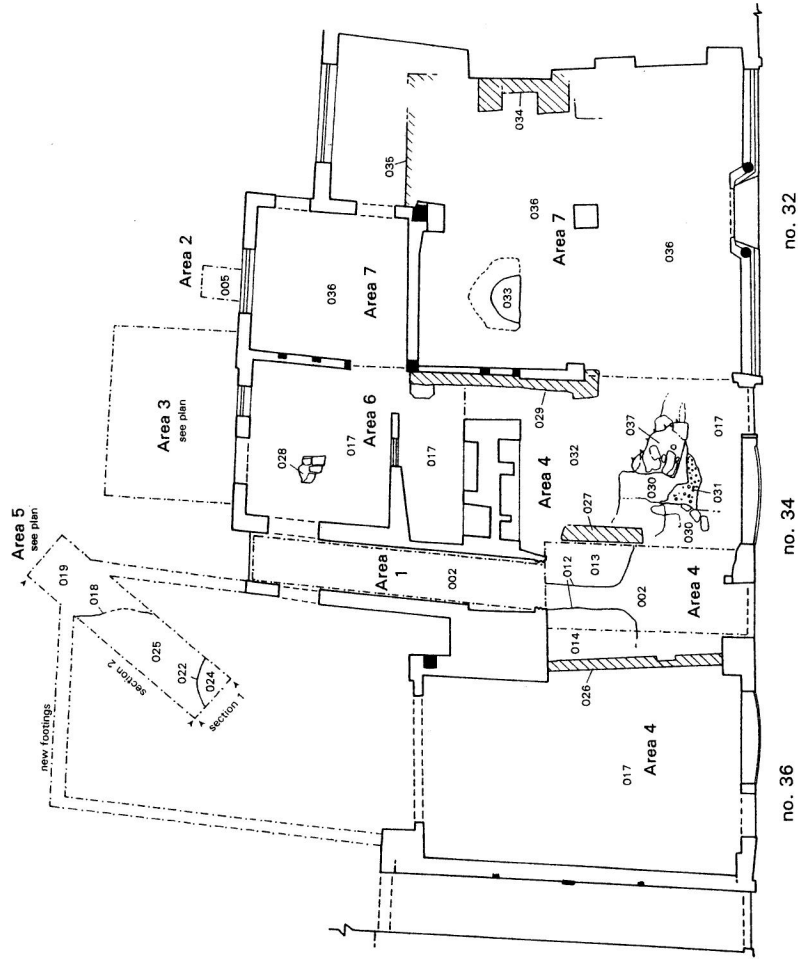 Area 5
see plan
019
018
025
022
024
section 2
section 1
new footings
Area 3
see plan
Area 2
005
028
017
Area 6
036
Area 7
035
034
017
Area
1
002
029
032
Area 4
033
036
Area 7
036
012
013
014
002
Area 4
027
030
037
017
031
030
026
Area 4
017
no. 36
no. 34
no. 32